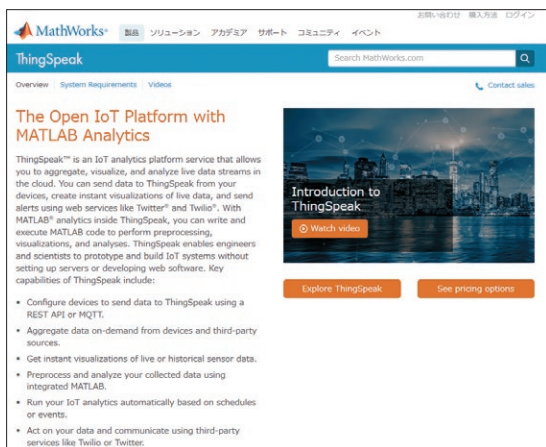 お問い合わせ 購入方法 ログイン
MathWorks® 製品 ソリューション アカデミア サポート コミュニティ イベント
ThingSpeak Search MathWorks.com
Overview System Requirements Videos Contact sales
The Open IoT Platform with
MATLAB Analytics
ThingSpeak™ is an IoT analytics platform service that allows
you to aggregate, visualize, and analyze live data streams in
the cloud. You can send data to ThingSpeak from your
devices, create instant visualizations of live data, and send
alerts using web services like Twitter® and Twilio®. With
MATLAB® analytics inside ThingSpeak, you can write and
execute MATLAB code to perform preprocessing,
visualizations, and analyses. ThingSpeak enables engineers
and scientists to prototype and build IoT systems without
setting up servers or developing web software. Key
capabilities of ThingSpeak include:
• Configure devices to send data to ThingSpeak using a
REST API or MQTT.
• Aggregate data on-demand from devices and third-party
sources.
• Get instant visualizations of live or historical sensor data.
• Preprocess and analyze your collected data using
integrated MATLAB.
• Run your IoT analytics automatically based on schedules
or events.
• Act on your data and communicate using third-party
services like Twilio or Twitter.
Introduction to
ThingSpeak
Watch video
Explore ThingSpeak See pricing options